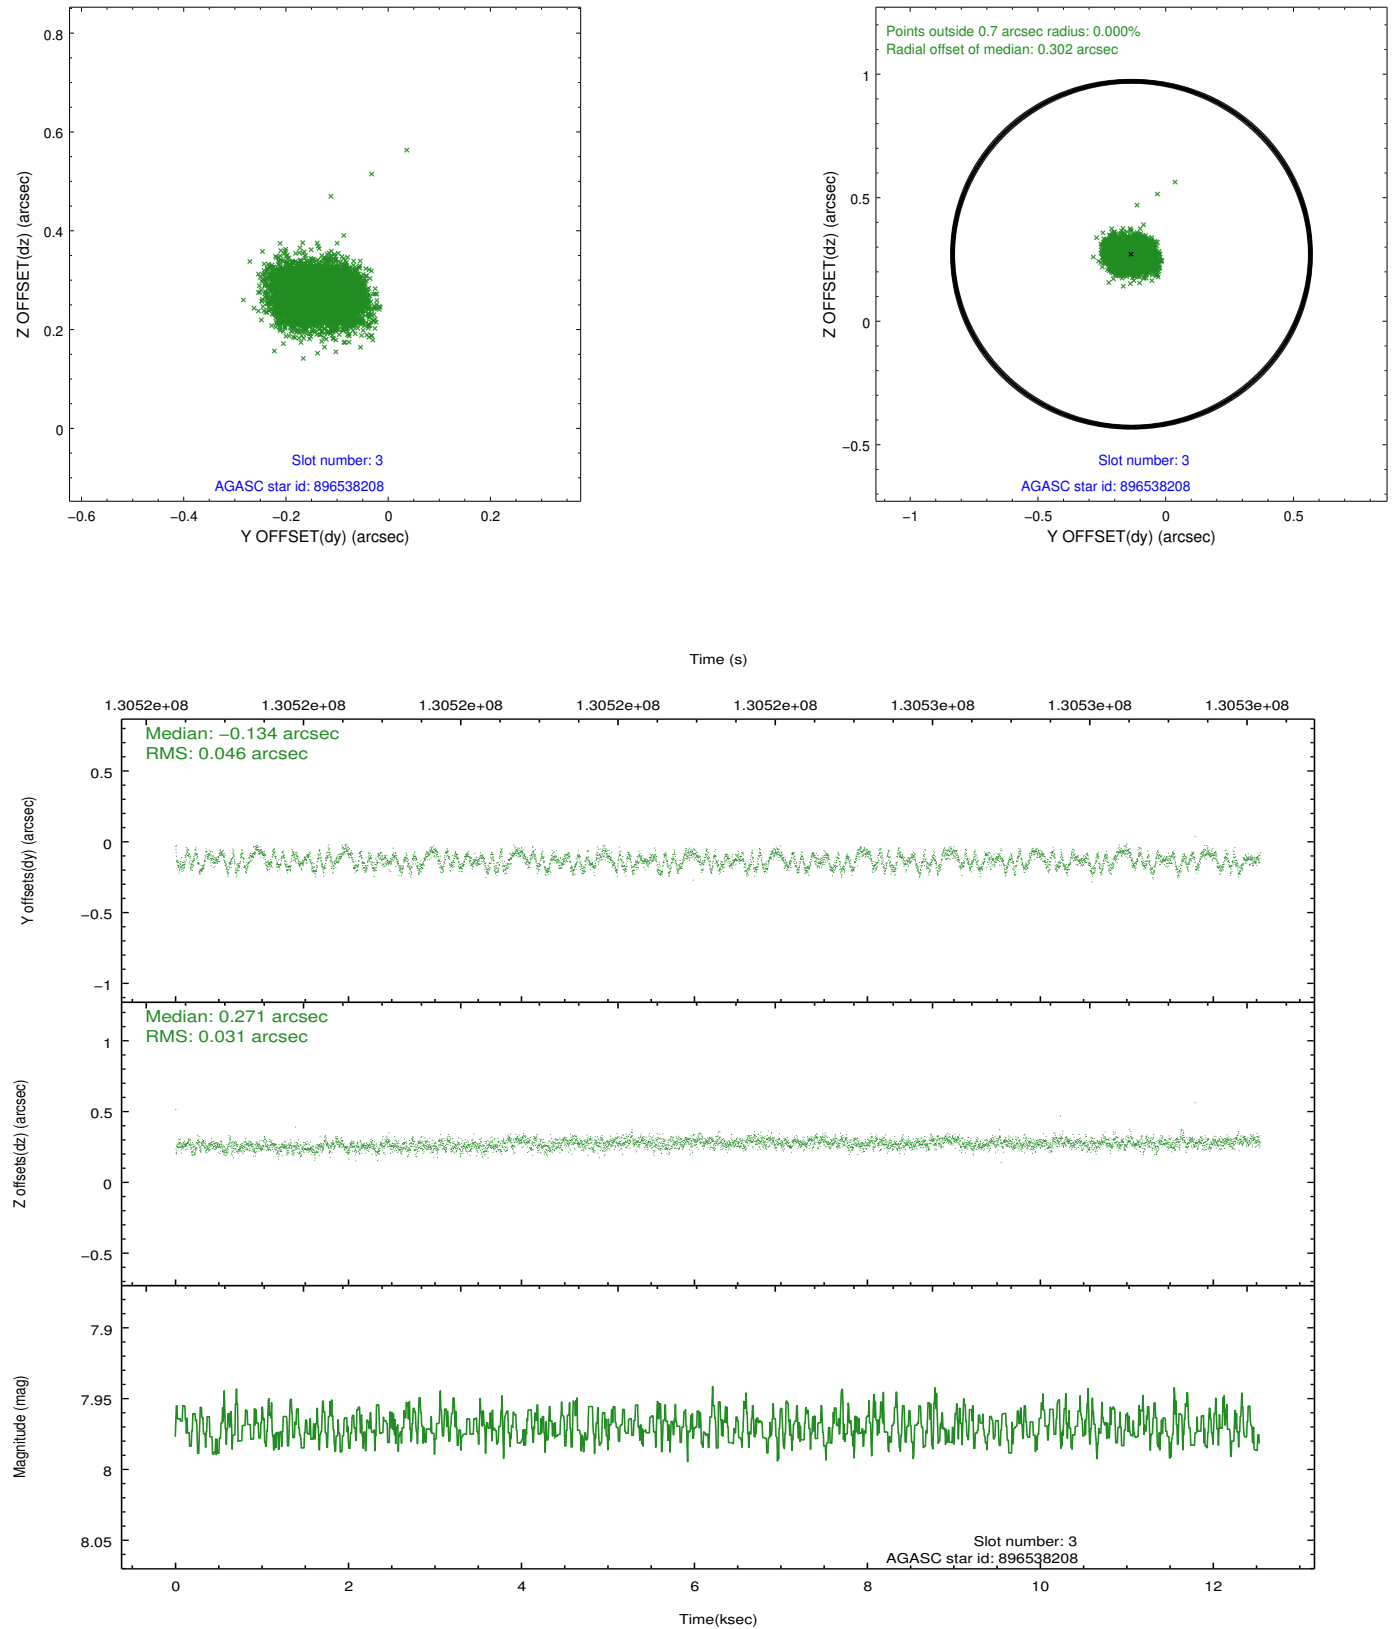 0.8
0.6
0.4
0.2
0
Z OFFSET(dz) (arcsec)
Slot number: 3
AGASC star id: 896538208
−0.6 −0.4 −0.2 0 0.2
Y OFFSET(dy) (arcsec)
Points outside 0.7 arcsec radius: 0.000%
Radial offset of median: 0.302 arcsec
1
0.5
0
−0.5
Z OFFSET(dz) (arcsec)
Slot number: 3
AGASC star id: 896538208
−1 −0.5 0 0.5
Y OFFSET(dy) (arcsec)
Time (s)
1.3052e+08 1.3052e+08 1.3052e+08 1.3052e+08 1.3052e+08 1.3053e+08 1.3053e+08 1.3053e+08
Median: −0.134 arcsec
RMS: 0.046 arcsec
0.5
0
−0.5
−1
Y offsets(dy) (arcsec)
Median: 0.271 arcsec
RMS: 0.031 arcsec
1
0.5
0
−0.5
Z offsets(dz) (arcsec)
7.9
7.95
8
8.05
Magnitude (mag)
Slot number: 3
AGASC star id: 896538208
0 2 4 6 8 10 12
Time(ksec)